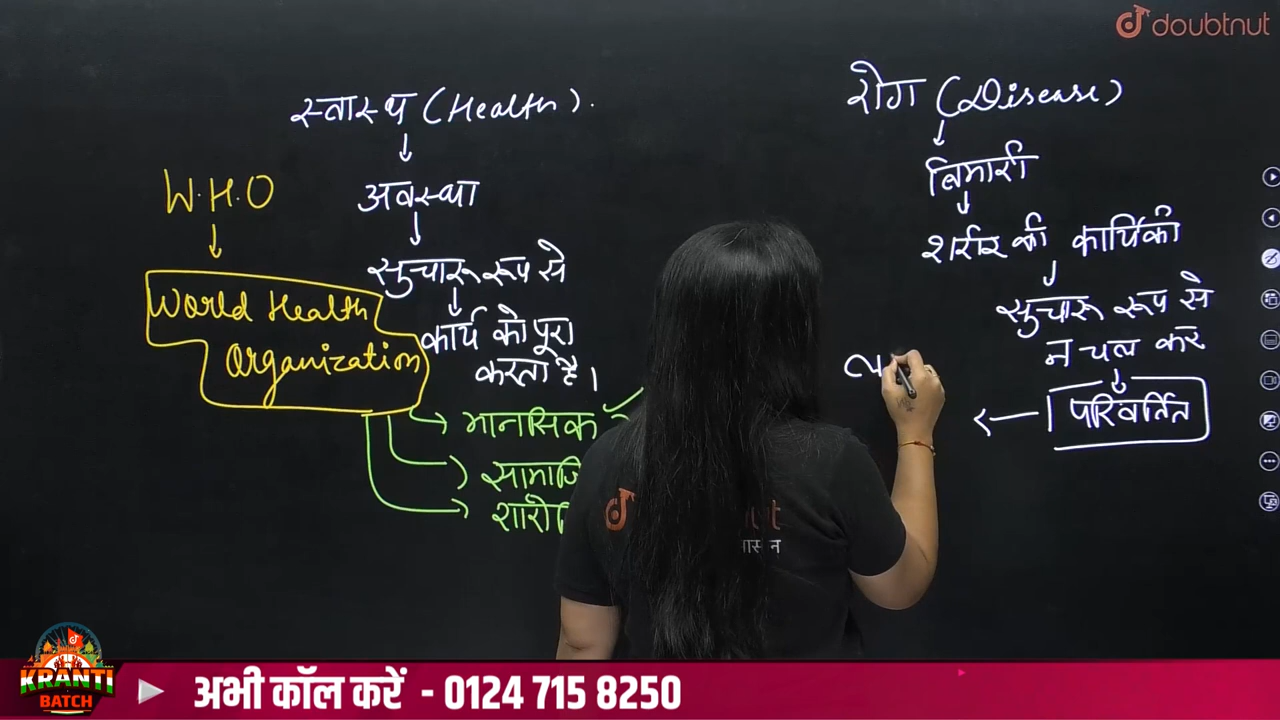 doubtnut
स्वास्थ्य (Health).
अवस्था
सुचारू रूप से
कार्य को पूरा
करता है।
W.H.O
World Health
Organization
मानसिक
रोग (Disease)
बिमारी
शरीर की कार्यिकी
सुचारू रूप से
न चल कर
परिवर्तित
KRANTI
BATCH
अभी कॉल करें - 0124 715 8250